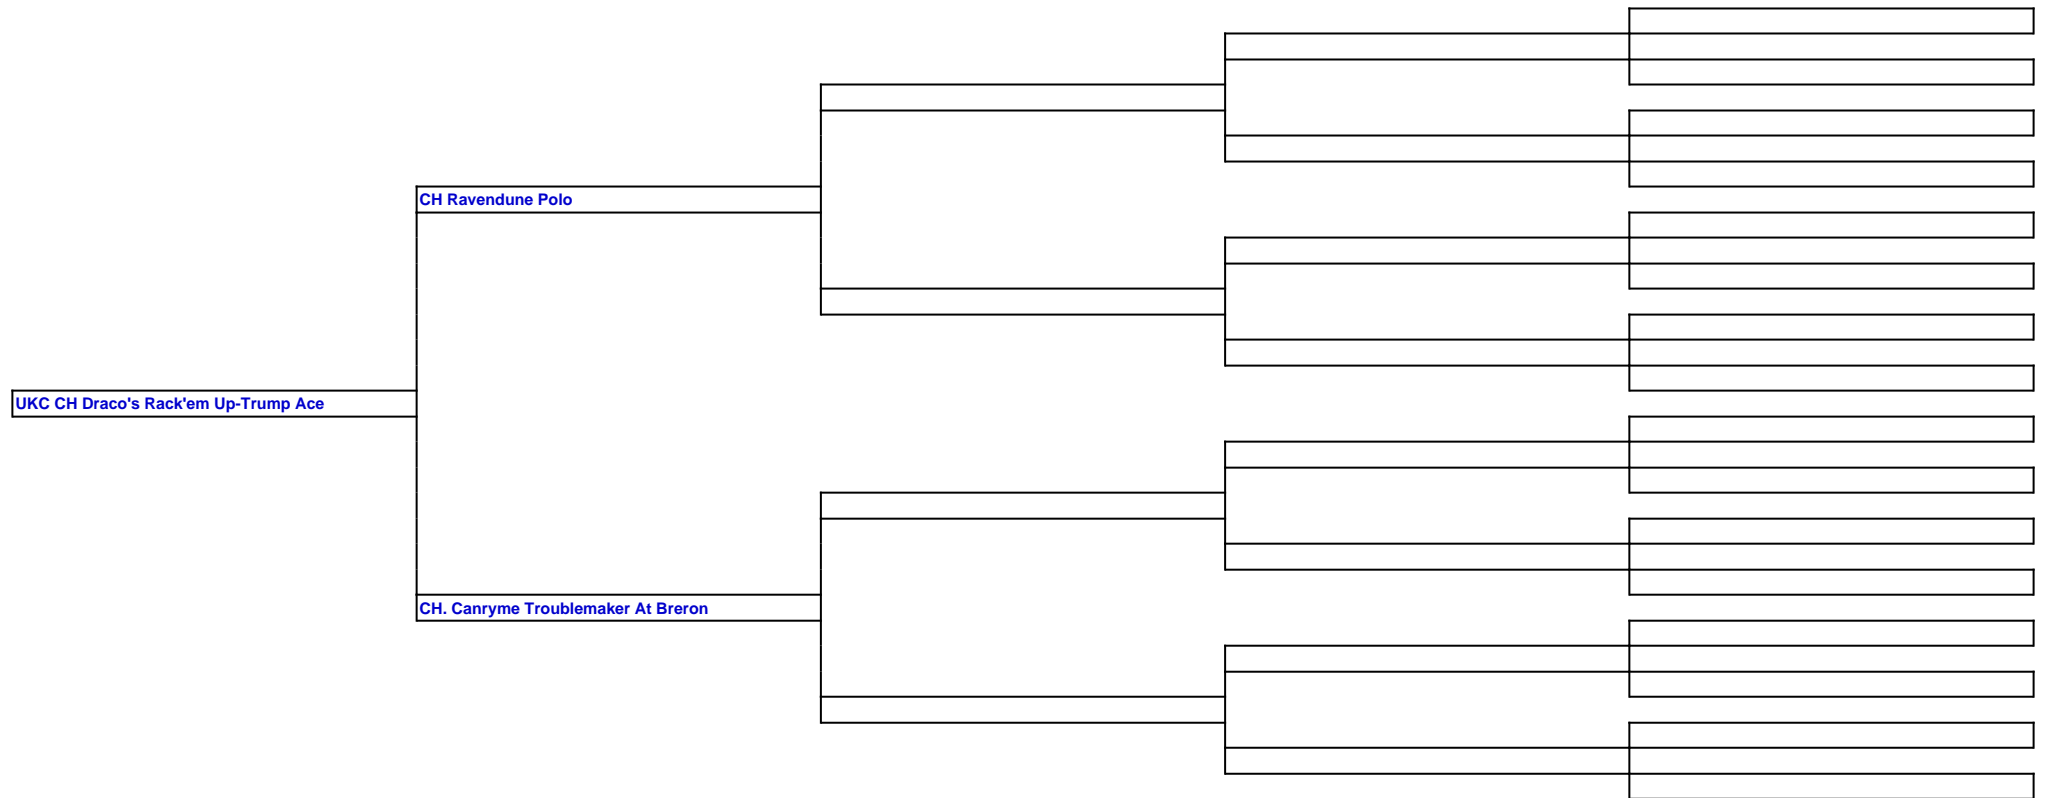 CH Ravendune Polo
UKC CH Draco's Rack'em Up-Trump Ace
CH. Canryme Troublemaker At Breron